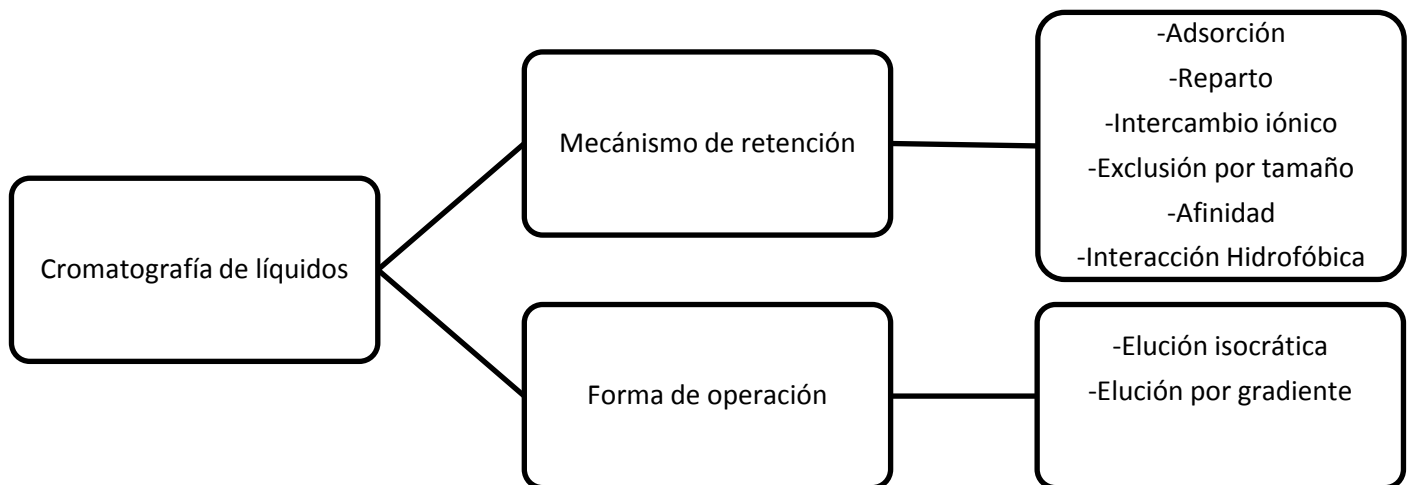 Cromatografía de líquidos
Mecánismo de retención
-Adsorción
-Reparto
-Intercambio iónico
-Exclusión por tamaño
-Afinidad
-Interacción Hidrofóbica
Forma de operación
-Elución isocrática
-Elución por gradiente